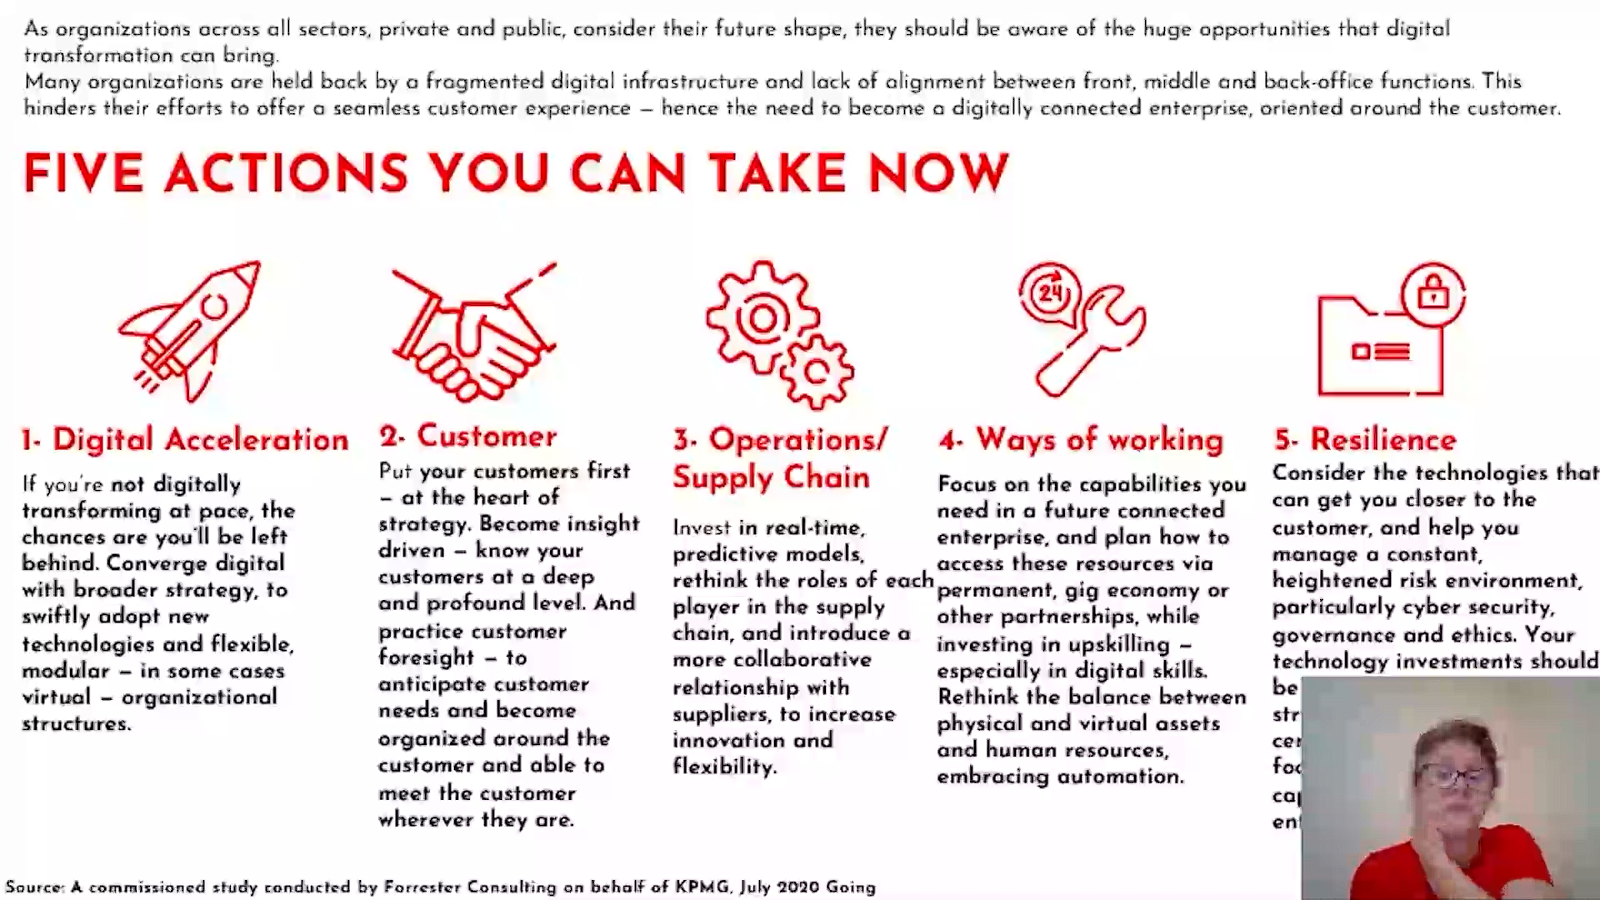 As organizations across all sectors, private and public, consider their future shape, they should be aware of the huge opportunities that digital
transformation can bring.
Many organizations are held back by a fragmented digital infrastructure and lack of alignment between front, middle and back-office functions. This
hinders their efforts to offer a seamless customer experience – hence the need to become a digitally connected enterprise, oriented around the customer.
FIVE ACTIONS YOU CAN TAKE NOW
1- Digital Acceleration
If you're not digitally
transforming at pace, the
chances are you'll be left
behind. Converge digital
with broader strategy, to
swiftly adopt new
technologies and flexible,
modular – in some cases
virtual – organizational
structures.
2- Customer
Put your customers first
– at the heart of
strategy. Become insight
driven – know your
customers at a deep
and profound level. And
practice customer
foresight – to
anticipate customer
needs and become
organized around the
customer and able to
meet the customer
wherever they are.
3- Operations/
Supply Chain
Invest in real-time,
predictive models,
rethink the roles of each
player in the supply
chain, and introduce a
more collaborative
relationship with
suppliers, to increase
innovation and
flexibility.
24
4- Ways of working
Focus on the capabilities you
need in a future connected
enterprise, and plan how to
access these resources via
permanent, gig economy or
other partnerships, while
investing in upskilling –
especially in digital skills.
Rethink the balance between
physical and virtual assets
and human resources,
embracing automation.
5- Resilience
Consider the technologies that
can get you closer to the
customer, and help you
manage a constant,
heightened risk environment,
particularly cyber security,
governance and ethics. Your
technology investments should
be
Source: A commissioned study conducted by Forrester Consulting on behalf of KPMG, July 2020 Going